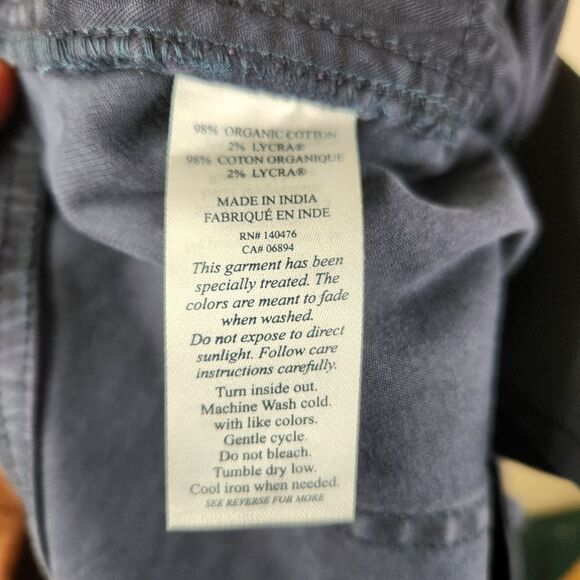 98% ORGANIC COTTON
2% LYCRA®
98% COTON ORGANIQUE
2% LYCRA®
MADE IN INDIA
FABRIQUÉ EN INDE
RN# 140476
CA# 06894
This garment has been
specially treated. The
colors are meant to fade
when washed.
Do not expose to direct
sunlight. Follow care
instructions carefully.
Turn inside out.
Machine Wash cold.
with like colors.
Gentle cycle.
Do not bleach.
Tumble dry low.
Cool iron when needed.
SEE REVERSE FOR MORE